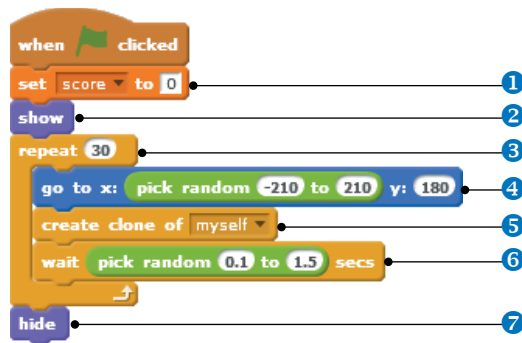 when clicked
set score to 0 1
show 2
repeat 30 3
go to x: pick random -210 to 210 y: 180 4
create clone of myself 5
wait pick random 0.1 to 1.5 secs 6
hide 7